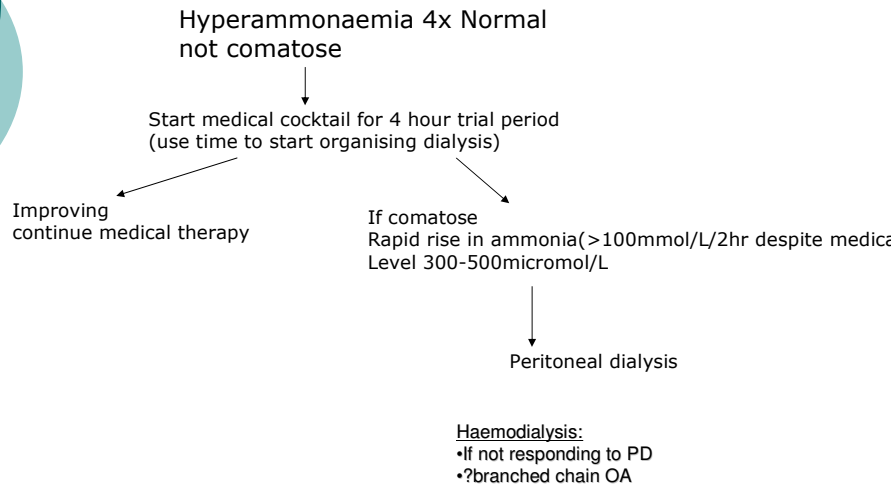 Hyperammonaemia 4x Normal
not comatose
Start medical cocktail for 4 hour trial period
(use time to start organising dialysis)
Improving
continue medical therapy
If comatose
Rapid rise in ammonia(>100mmol/L/2hr despite medica
Level 300-500micromol/L
Peritoneal dialysis
Haemodialysis:
•If not responding to PD
•?branched chain OA